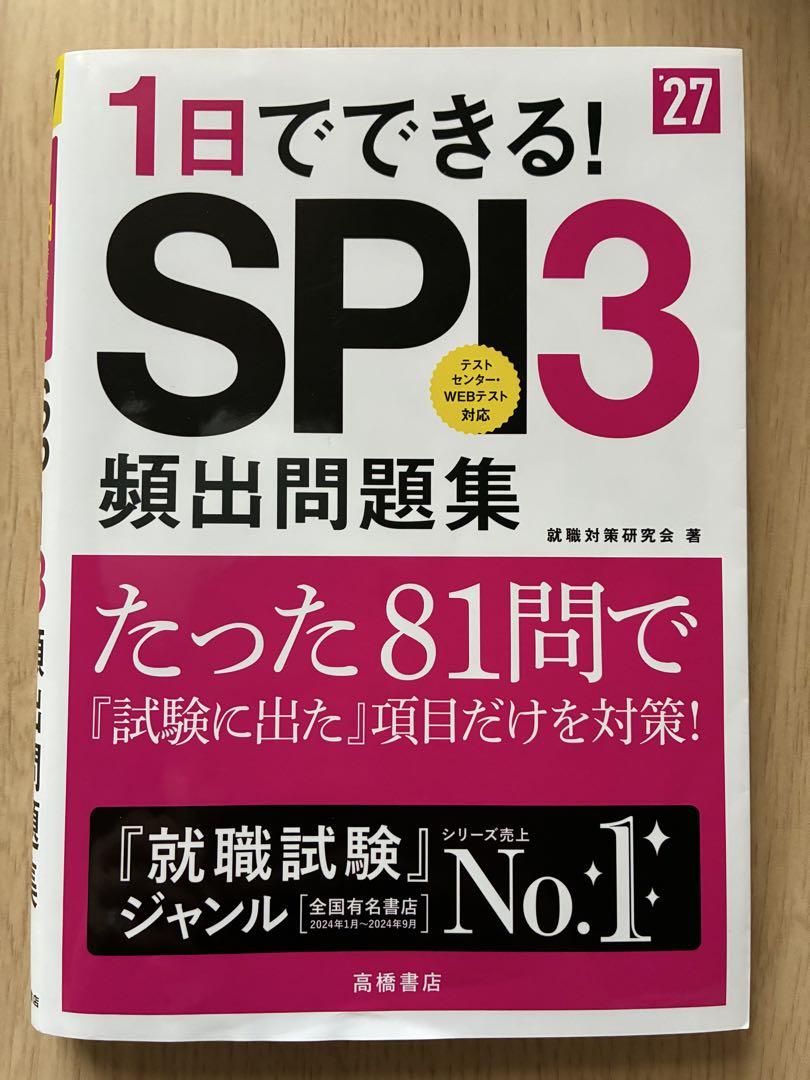 '27
1日でできる!
SPI3
テスト
センター・
WEBテスト
対応
頻出問題集
就職対策研究会 著
たった81問で
『試験に出た』項目だけを対策!
『就職試験』
ジャンル
[全国有名書店
2024年1月～2024年9月]
シリーズ売上
No.1
高橋書店